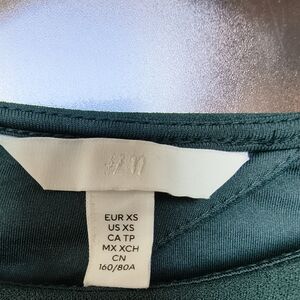 EUR XS
US XS
CA TP
MX XCH
CN
160/80A